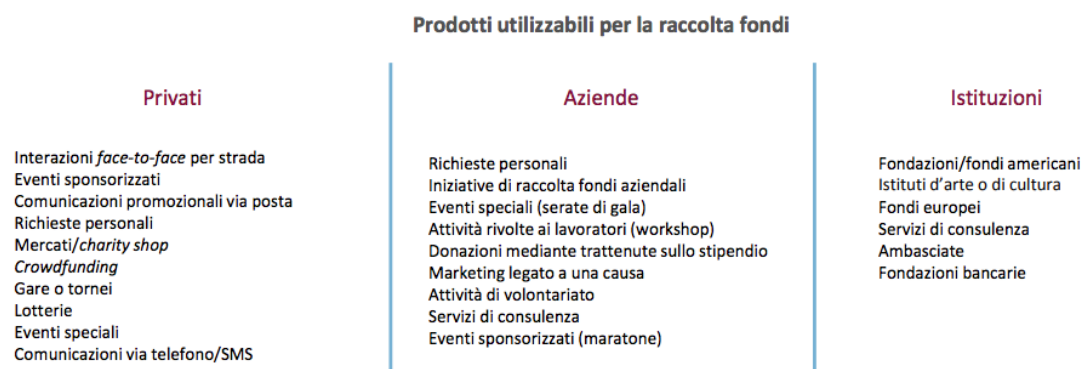 Prodotti utilizzabili per la raccolta fondi
Privati
Interazioni face-to-face per strada
Eventi sponsorizzati
Comunicazioni promozionali via posta
Richieste personali
Mercati/charity shop
Crowdfunding
Gare o tornei
Lotterie
Eventi speciali
Comunicazioni via telefono/SMS
Aziende
Richieste personali
Iniziative di raccolta fondi aziendali
Eventi speciali (serate di gala)
Attività rivolte ai lavoratori (workshop)
Donazioni mediante trattenute sullo stipendio
Marketing legato a una causa
Attività di volontariato
Servizi di consulenza
Eventi sponsorizzati (maratone)
Istituzioni
Fondazioni/fondi americani
Istituti d'arte o di cultura
Fondi europei
Servizi di consulenza
Ambasciate
Fondazioni bancarie